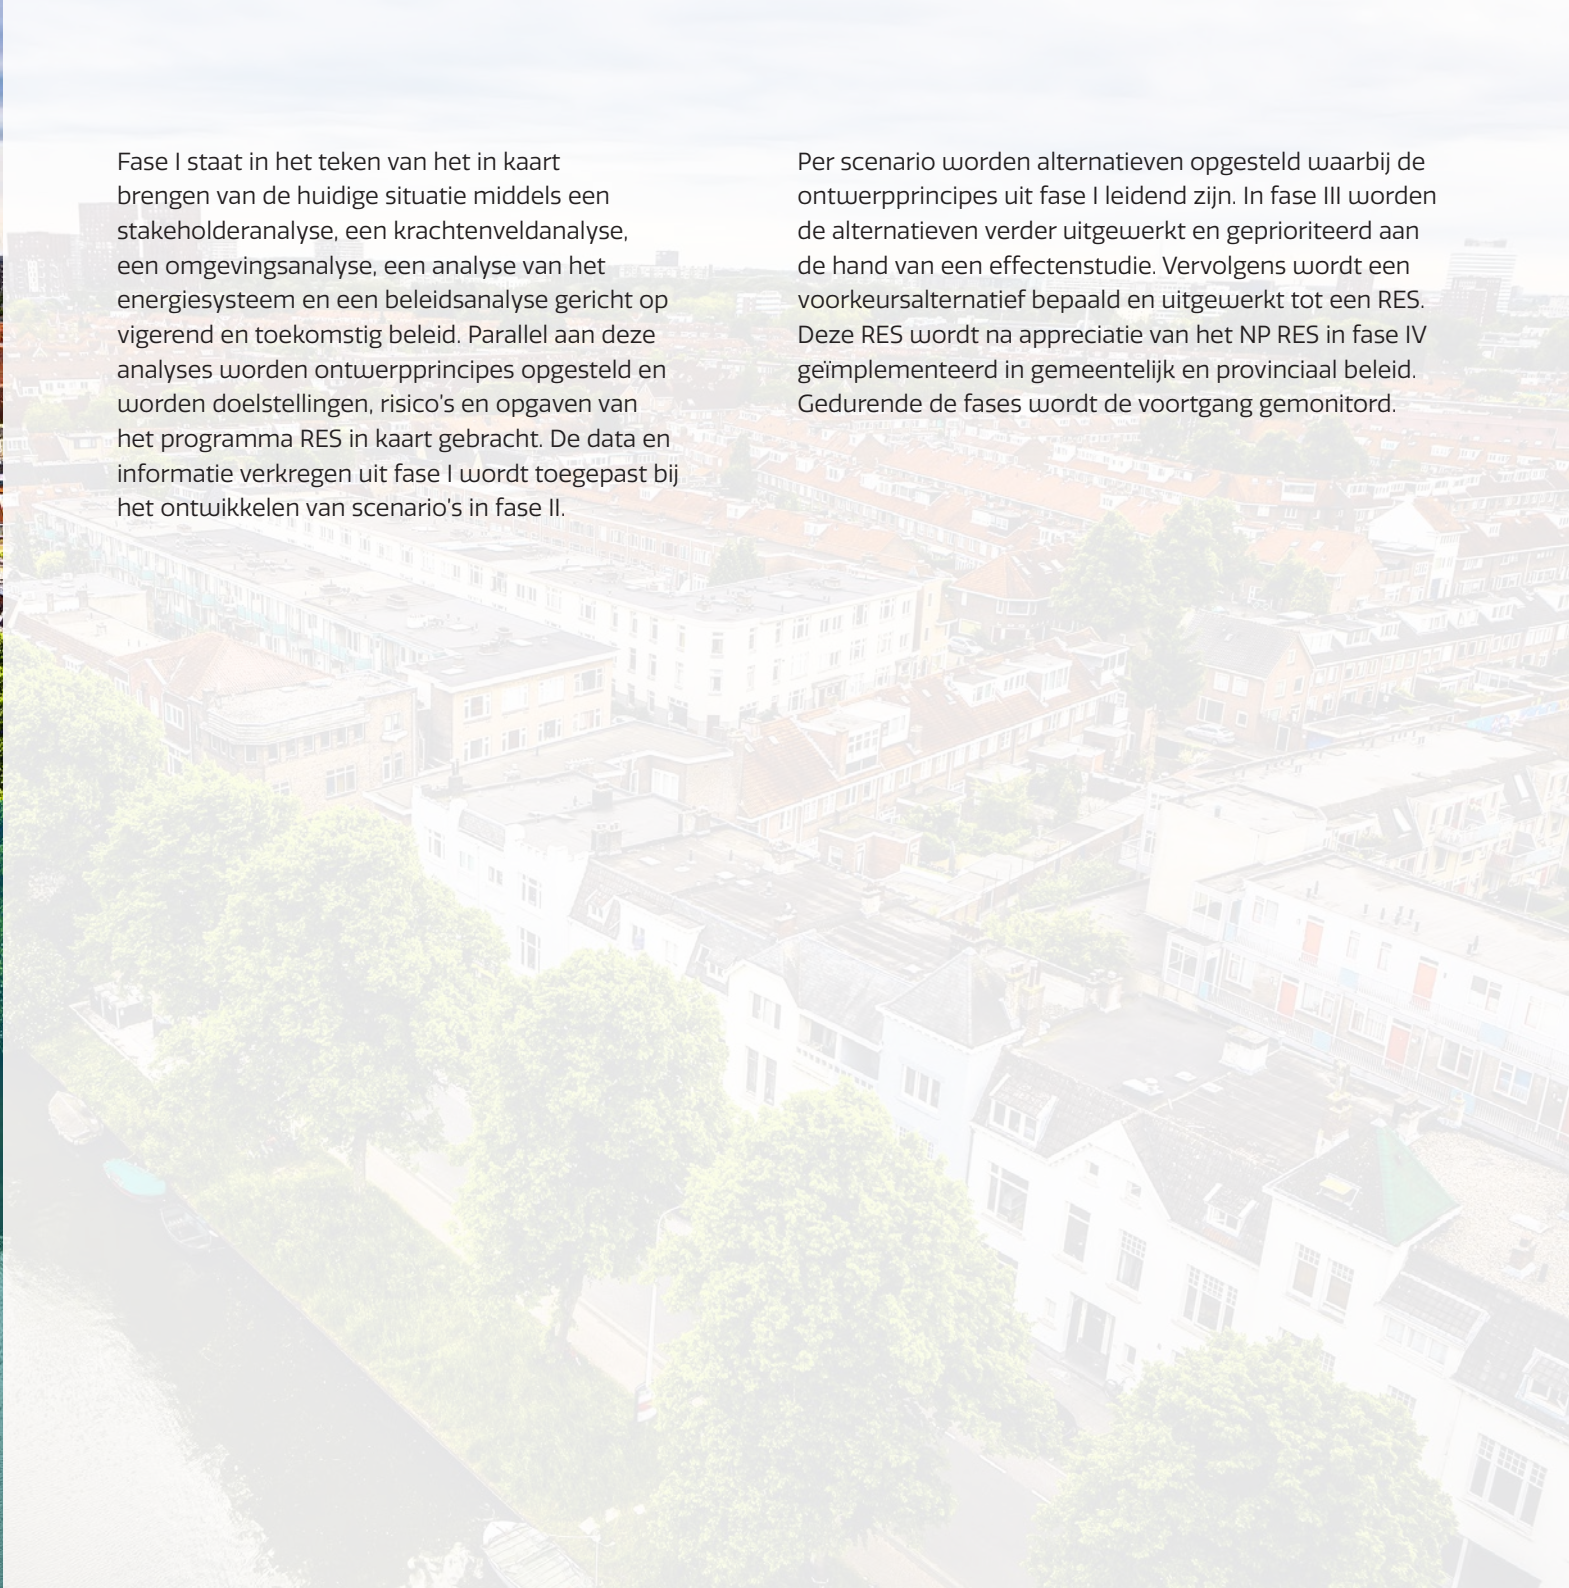 Fase I staat in het teken van het in kaart
brengen van de huidige situatie middels een
stakeholderanalyse, een krachtenveldanalyse,
een omgevingsanalyse, een analyse van het
energiesysteem en een beleidsanalyse gericht op
vigerend en toekomstig beleid. Parallel aan deze
analyses worden ontwerpprincipes opgesteld en
worden doelstellingen, risico's en opgaven van
het programma RES in kaart gebracht. De data en
informatie verkregen uit fase I wordt toegepast bij
het ontwikkelen van scenario's in fase II.
Per scenario worden alternatieven opgesteld waarbij de
ontwerpprincipes uit fase I leidend zijn. In fase III worden
de alternatieven verder uitgewerkt en geprioriteerd aan
de hand van een effectenstudie. Vervolgens wordt een
voorkeursalternatief bepaald en uitgewerkt tot een RES.
Deze RES wordt na appreciatie van het NP RES in fase IV
geïmplementeerd in gemeentelijk en provinciaal beleid.
Gedurende de fases wordt de voortgang gemonitord.